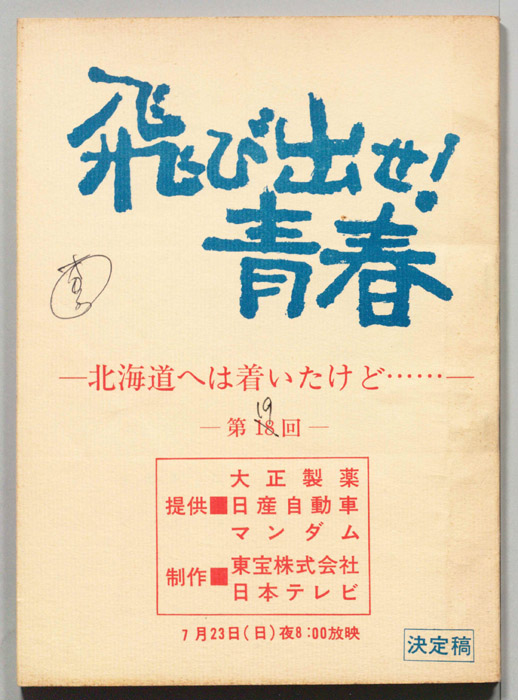 飛び出せ!
青春
—北海道へは着いたけど……—
19
—第18回—
提供■大正製薬
日産自動車
マンダム
制作■東宝株式会社
日本テレビ
7月23日(日)夜8:00放映
決定稿